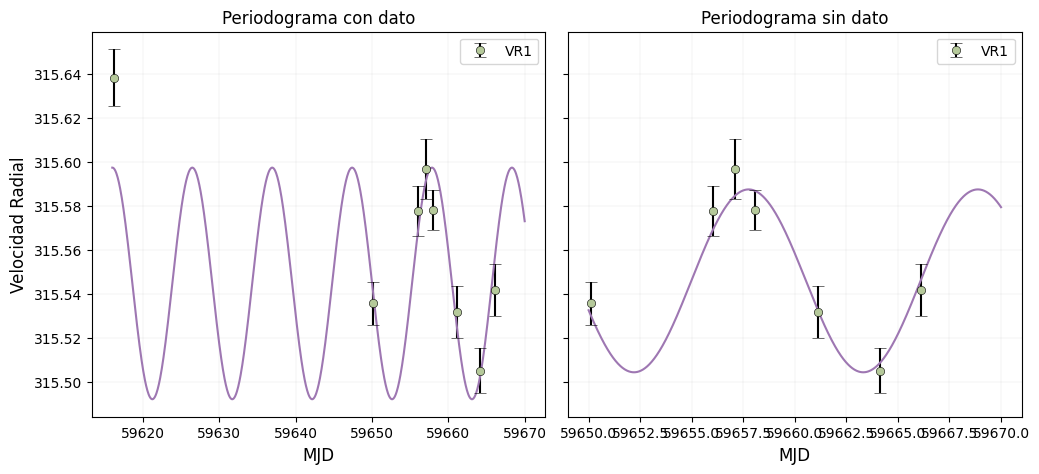 Periodograma con dato
Periodograma sin dato
VR1
VR1
315.64
315.62
315.60
315.58
315.56
315.54
315.52
315.50
Velocidad Radial
59620 59630 59640 59650 59660 59670
59650.0 59652.5 59655.0 59657.5 59660.0 59662.5 59665.0 59667.5 59670.0
MJD
MJD